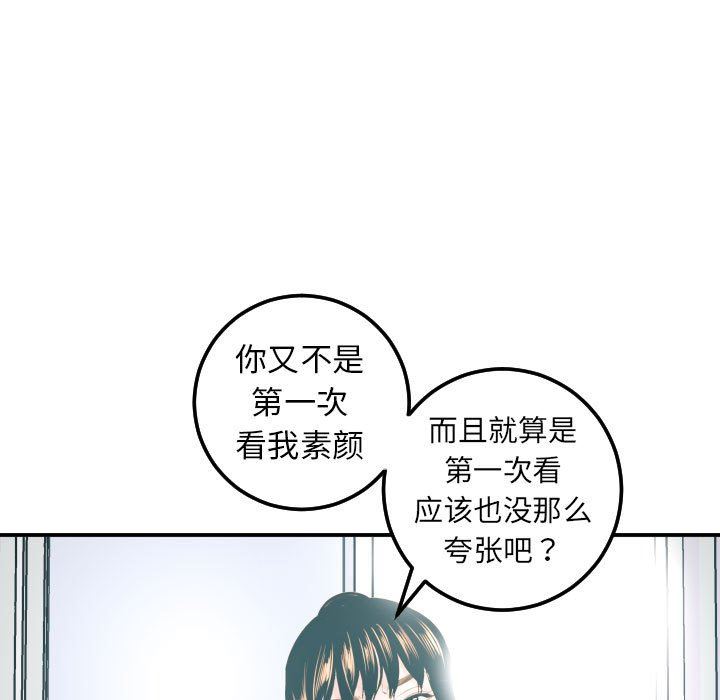 你又不是
第一次
看我素颜
而且就算是
第一次看
应该也没那么
夸张吧？